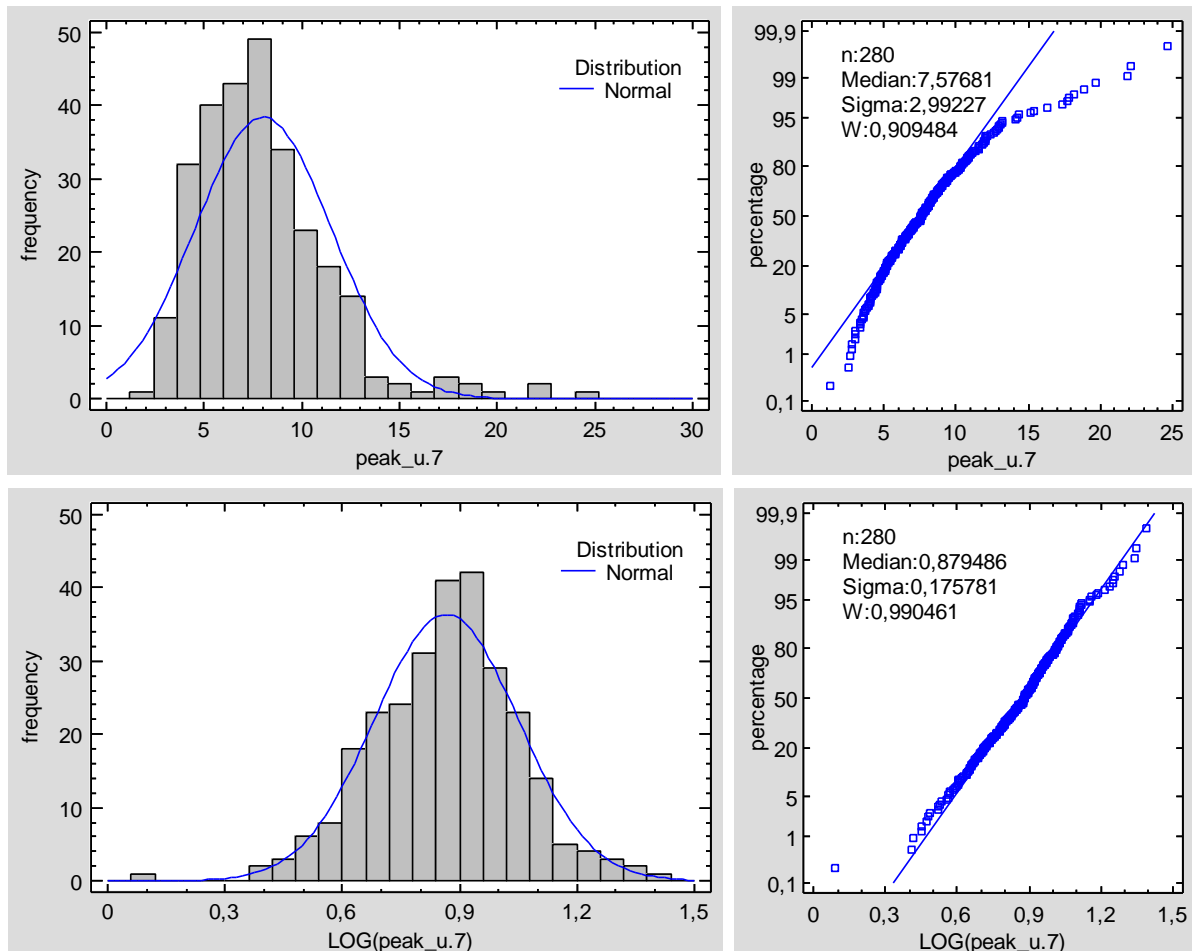 50
40
30
20
10
0
frequency
Distribution
Normal
0 5 10 15 20 25 30
peak_u.7
99,9
99
95
80
50
20
5
1
0,1
percentage
n:280
Median:7,57681
Sigma:2,99227
W:0,909484
0 5 10 15 20 25
peak_u.7
50
40
30
20
10
0
frequency
Distribution
Normal
0 0,3 0,6 0,9 1,2 1,5
LOG(peak_u.7)
99,9
99
95
80
50
20
5
1
0,1
percentage
n:280
Median:0,879486
Sigma:0,175781
W:0,990461
0 0,3 0,6 0,9 1,2 1,5
LOG(peak_u.7)